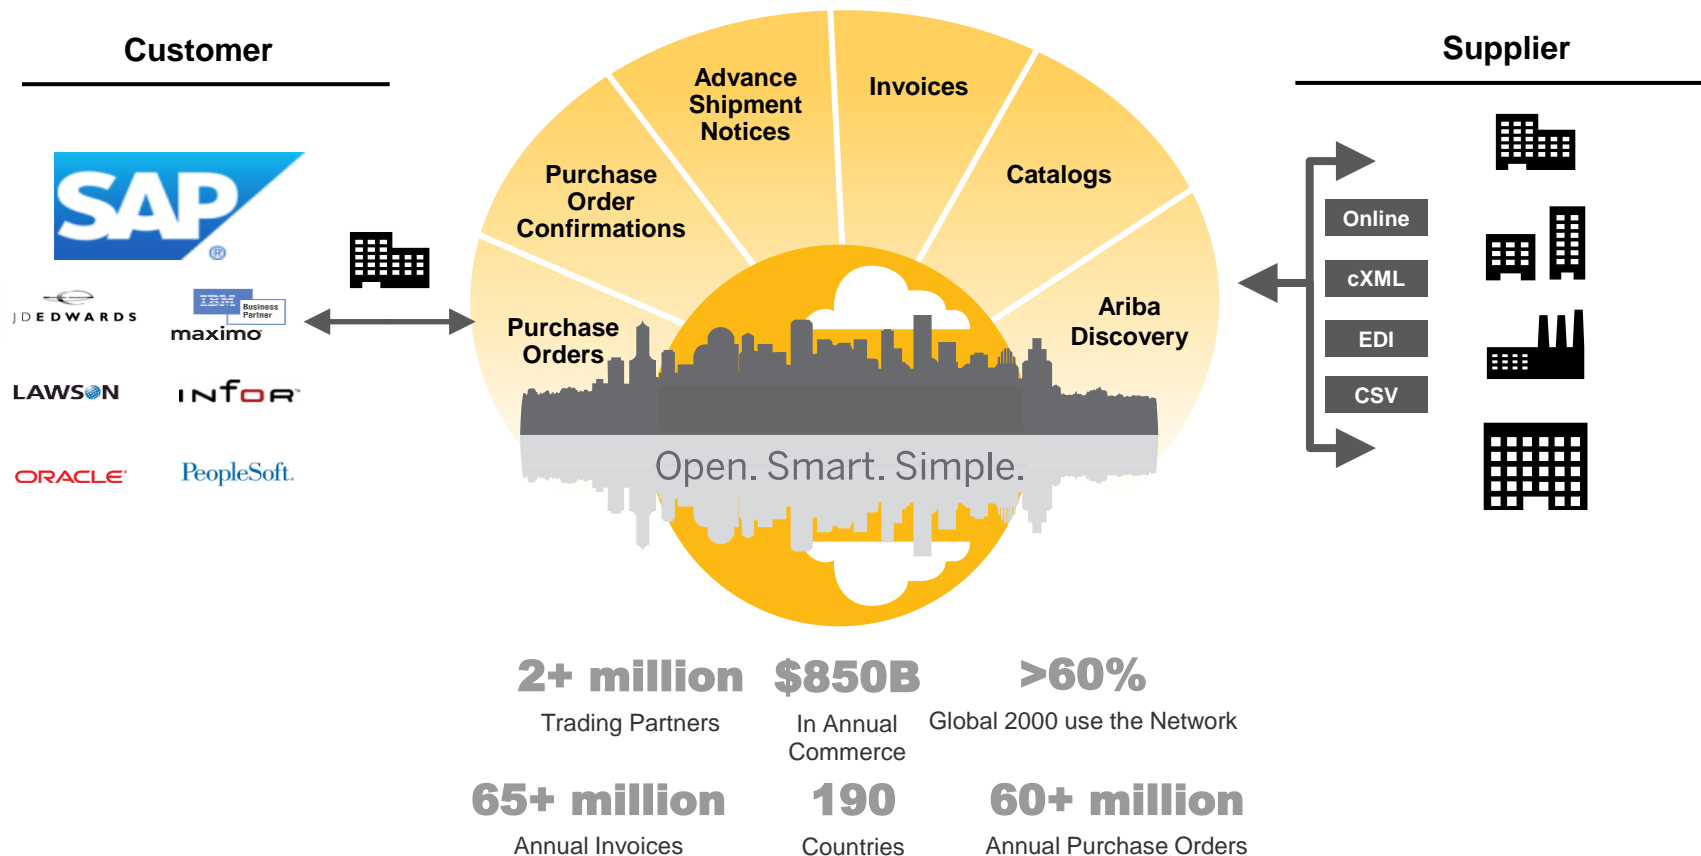 Customer
SAP
®
JDEDWARDS
IBM
Business
Partner
maximo
LAWSON
INFOR™
ORACLE®
PeopleSoft.
Purchase
Orders
Purchase
Order
Confirmations
Advance
Shipment
Notices
Invoices
Catalogs
Ariba
Discovery
Open. Smart. Simple.
Supplier
Online
cXML
EDI
CSV
2+ million
Trading Partners
$850B
In Annual
Commerce
>60%
Global 2000 use the Network
65+ million
Annual Invoices
190
Countries
60+ million
Annual Purchase Orders